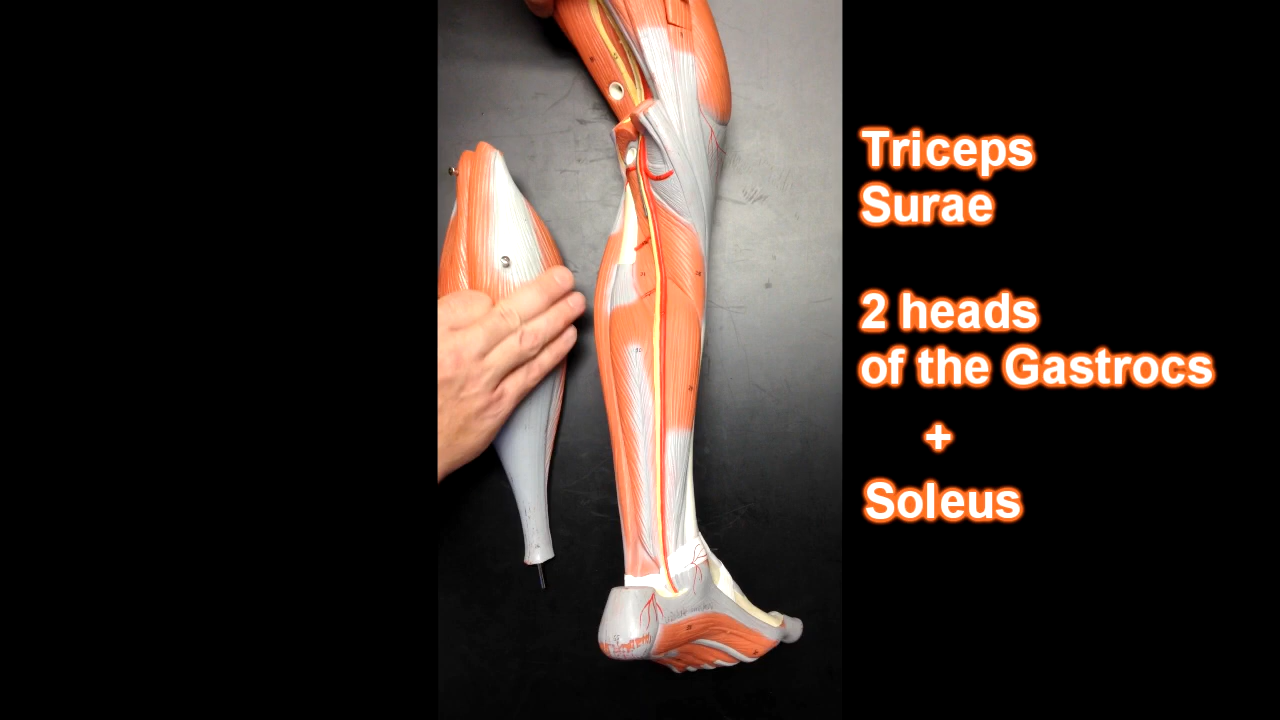 Triceps
Surae
2 heads
of the Gastrocs
+
Soleus